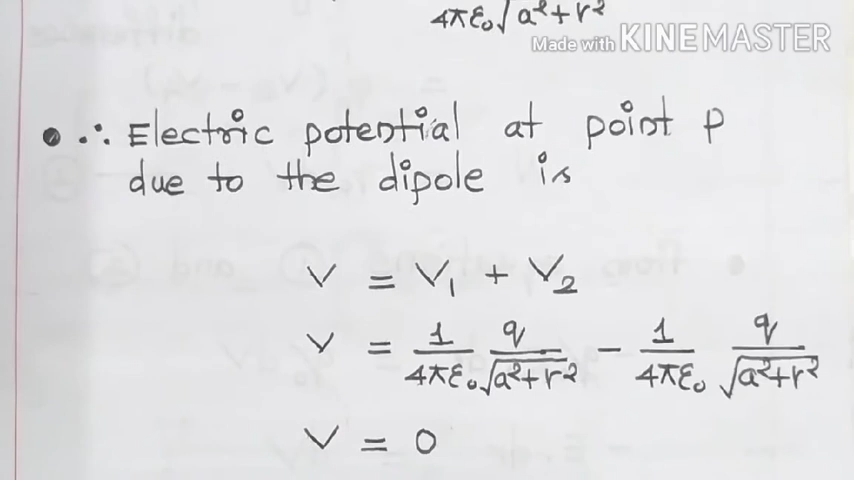 4πε₀√a²+r²
Made with KINEMASTER
• ∴ Electric potential at point P
due to the dipole is
V = V₁ + V₂
V = 1/4πε₀ q/√a²+r² − 1/4πε₀ q/√a²+r²
V = 0